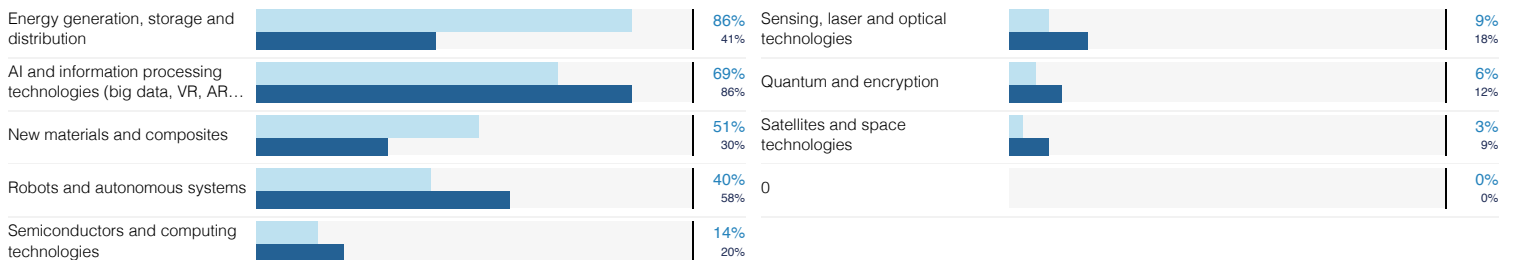 Energy generation, storage and
distribution
86%
41%
AI and information processing
technologies (big data, VR, AR…
69%
86%
New materials and composites
51%
30%
Robots and autonomous systems
40%
58%
Semiconductors and computing
technologies
14%
20%
Sensing, laser and optical
technologies
9%
18%
Quantum and encryption
6%
12%
Satellites and space
technologies
3%
9%
0
0%
0%